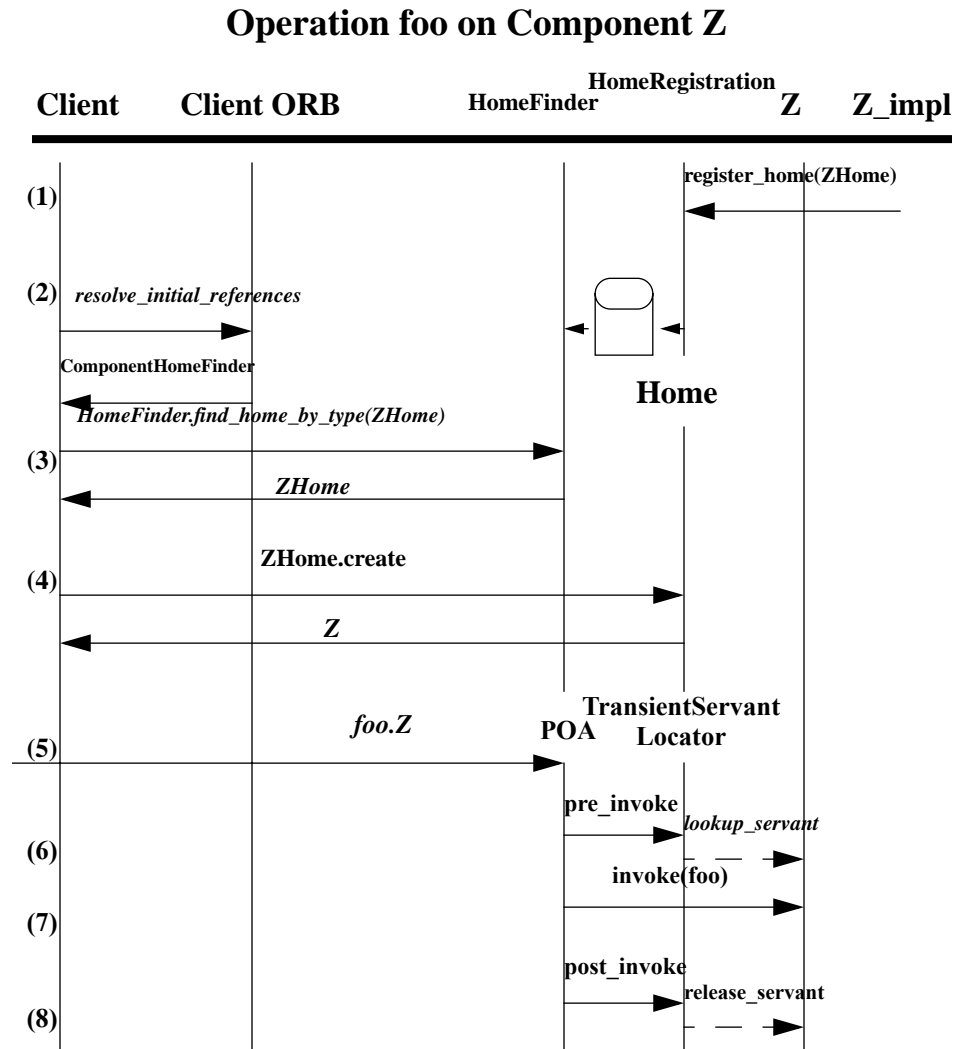 Operation foo on Component Z
Client Client ORB HomeFinder HomeRegistration Z Z_impl
register_home(ZHome)
(1)
(2) resolve_initial_references
ComponentHomeFinder
Home
HomeFinder.find_home_by_type(ZHome)
(3)
ZHome
ZHome.create
(4)
Z
TransientServant
foo.Z POA Locator
(5)
pre_invoke
lookup_servant
(6)
invoke(foo)
(7)
post_invoke
release_servant
(8)